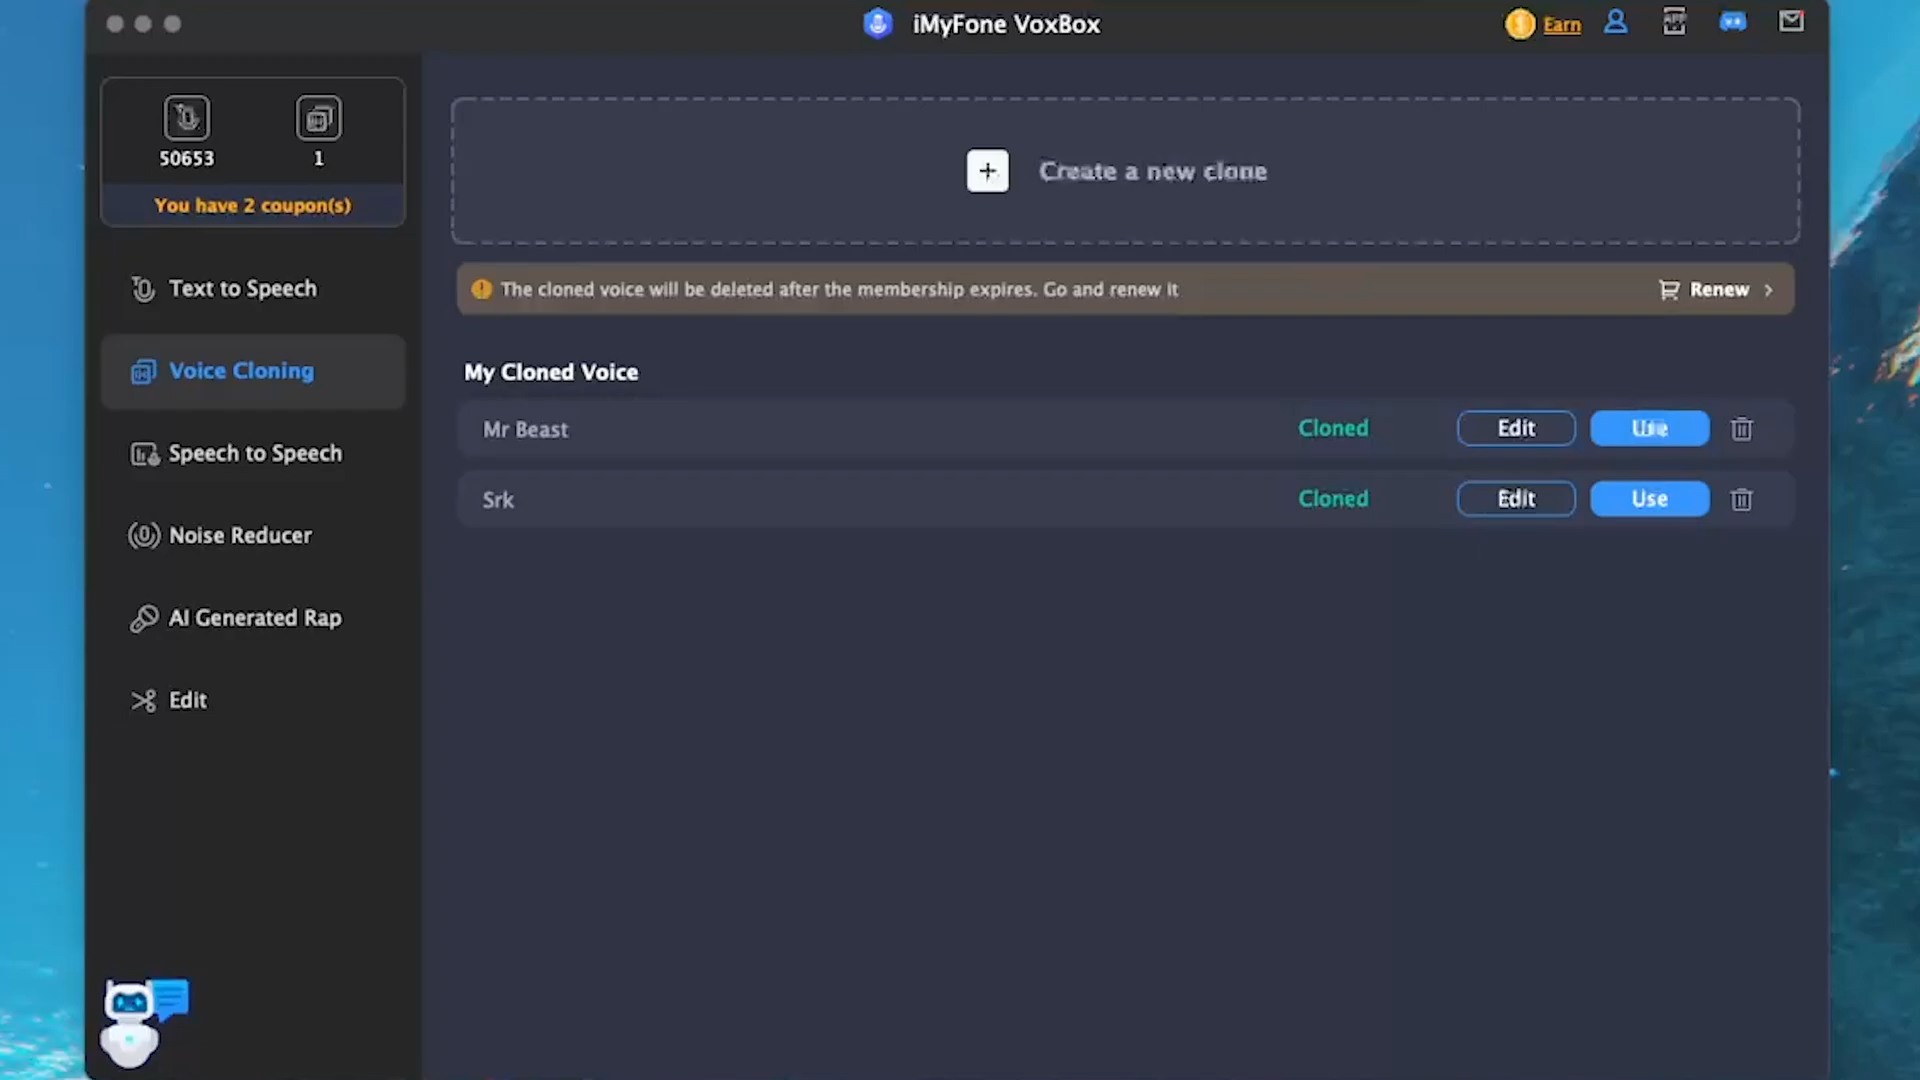 iMyFone VoxBox
Earn
50653
1
You have 2 coupon(s)
Text to Speech
Voice Cloning
Speech to Speech
Noise Reducer
AI Generated Rap
Edit
Create a new clone
The cloned voice will be deleted after the membership expires. Go and renew it
Renew
My Cloned Voice
Mr Beast
Cloned
Edit
Use
Srk
Cloned
Edit
Use